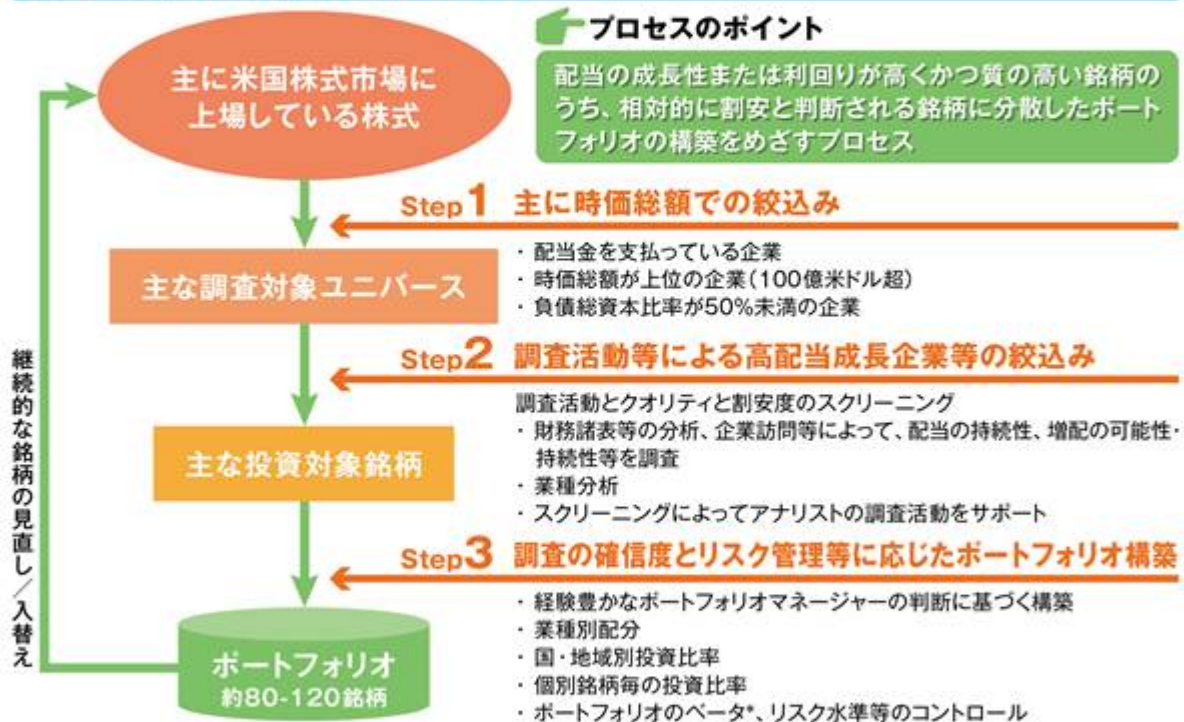 プロセスのポイント
配当の成長性または利回りが高くかつ質の高い銘柄の
うち、相対的に割安と判断される銘柄に分散したポート
フォリオの構築をめざすプロセス
主に米国株式市場に
上場している株式
Step1 主に時価総額での絞込み
・配当金を支払っている企業
・時価総額が上位の企業(100億米ドル超)
・負債総資本比率が50%未満の企業
主な調査対象ユニバース
Step2 調査活動等による高配当成長企業等の絞込み
調査活動とクオリティと割安度のスクリーニング
・財務諸表等の分析、企業訪問等によって、配当の持続性、増配の可能性・
持続性等を調査
・業種分析
・スクリーニングによってアナリストの調査活動をサポート
主な投資対象銘柄
Step3 調査の確信度とリスク管理等に応じたポートフォリオ構築
・経験豊かなポートフォリオマネージャーの判断に基づく構築
・業種別配分
・国・地域別投資比率
・個別銘柄毎の投資比率
・ポートフォリオのベータ*、リスク水準等のコントロール
ポートフォリオ
約80-120銘柄
継続的な銘柄の見直し/入替え